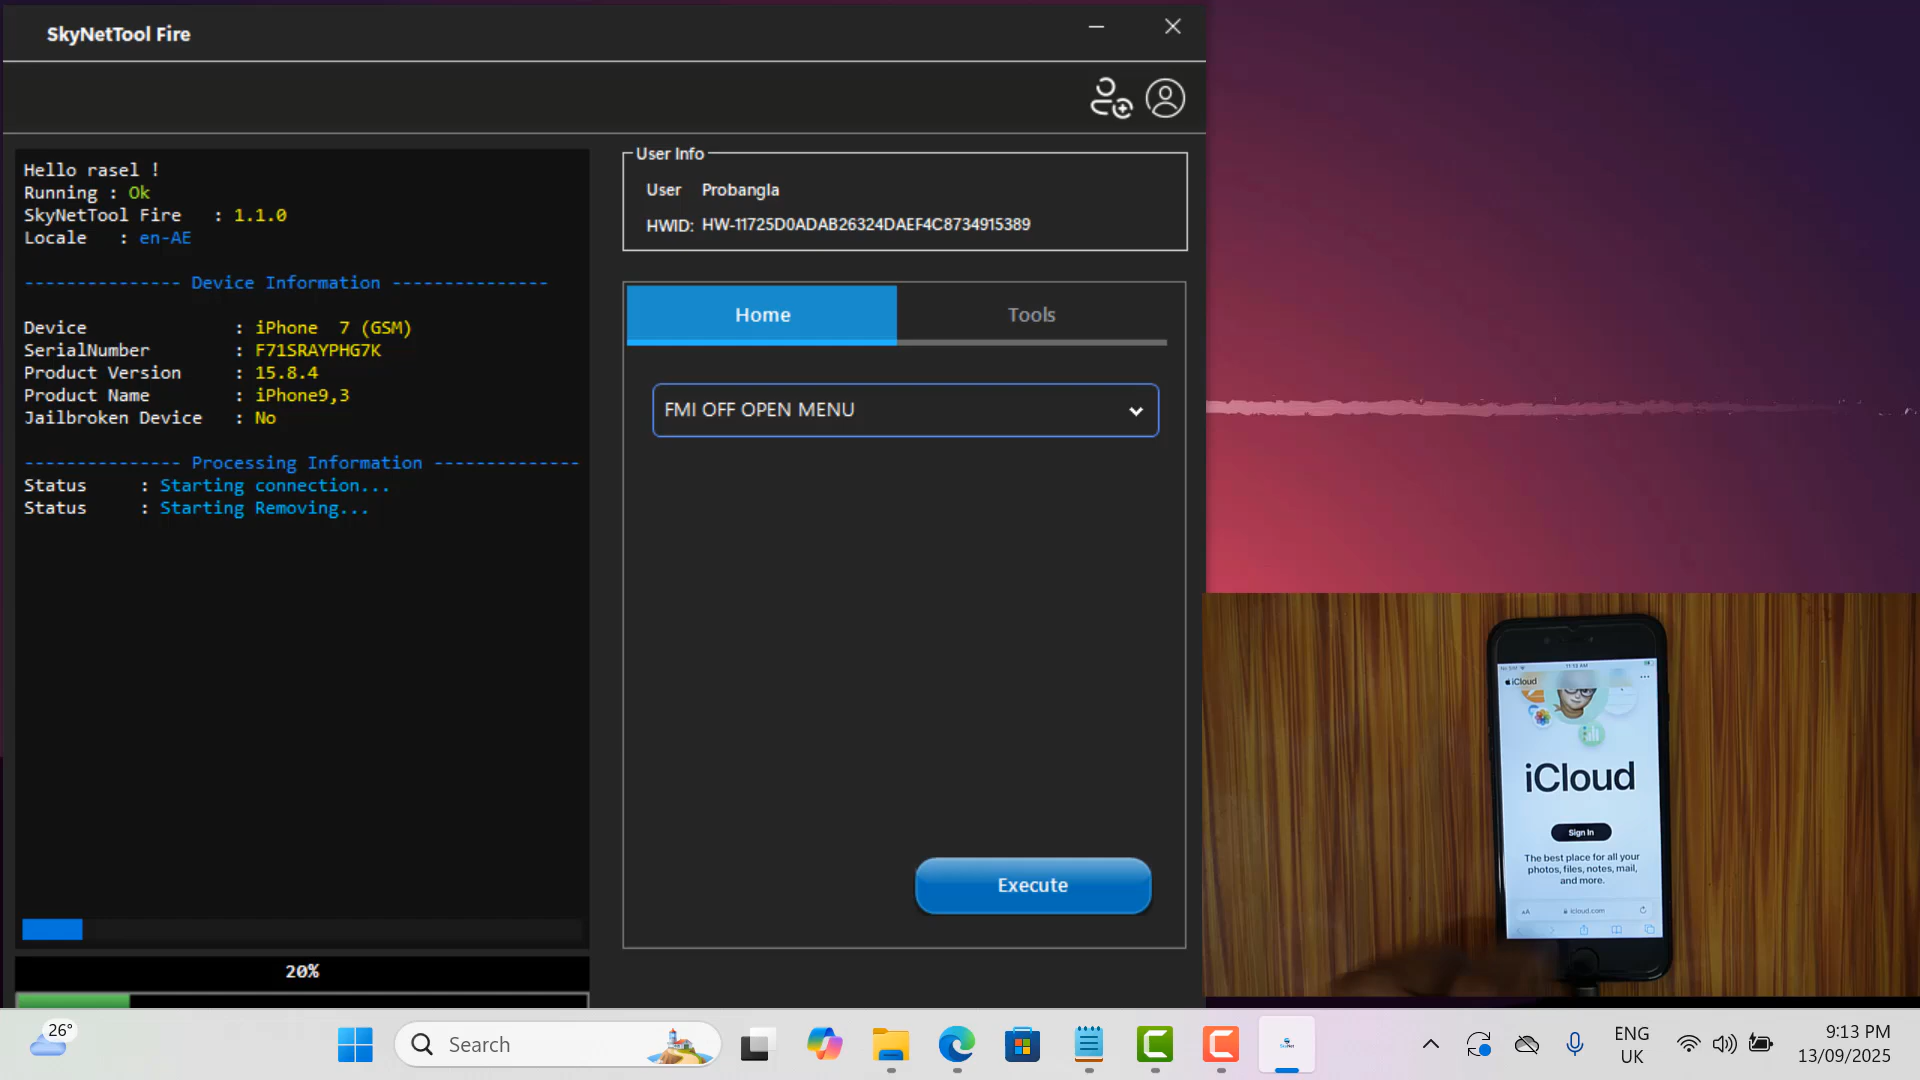 SkyNetTool Fire
Hello rasel !
Running : Ok
SkyNetTool Fire : 1.1.0
Locale : en-AE
--------------- Device Information ---------------
Device : iPhone 7 (GSM)
SerialNumber : F71SRAYPHG7K
Product Version : 15.8.4
Product Name : iPhone9,3
Jailbroken Device : No
--------------- Processing Information --------------
Status : Starting connection...
Status : Starting Removing...
20%
User Info
User Probangla
HWID: HW-11725D0ADAB26324DAEF4C8734915389
Home Tools
FMI OFF OPEN MENU
Execute
iCloud
iCloud
Sign In
The best place for all your
photos, files, notes, mail,
and more.
AA icloud.com
26°
Search
ENG
UK
9:13 PM
13/09/2025